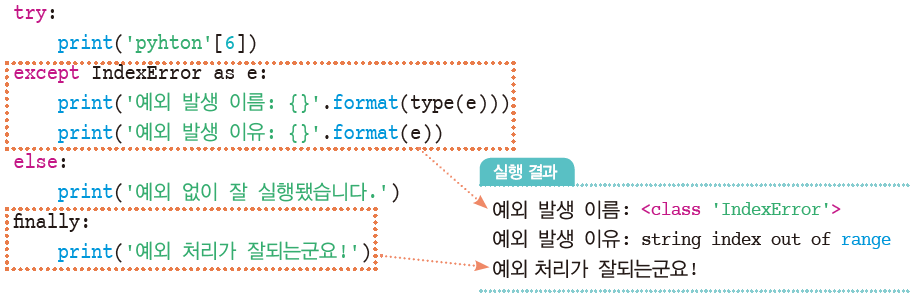 try:
    print('pyhton'[6])
except IndexError as e:
    print('예외 발생 이름: {}'.format(type(e)))
    print('예외 발생 이유: {}'.format(e))
else:
    print('예외 없이 잘 실행됐습니다.')
finally:
    print('예외 처리가 잘되는군요!')
실행 결과
예외 발생 이름: <class 'IndexError'>
예외 발생 이유: string index out of range
예외 처리가 잘되는군요!